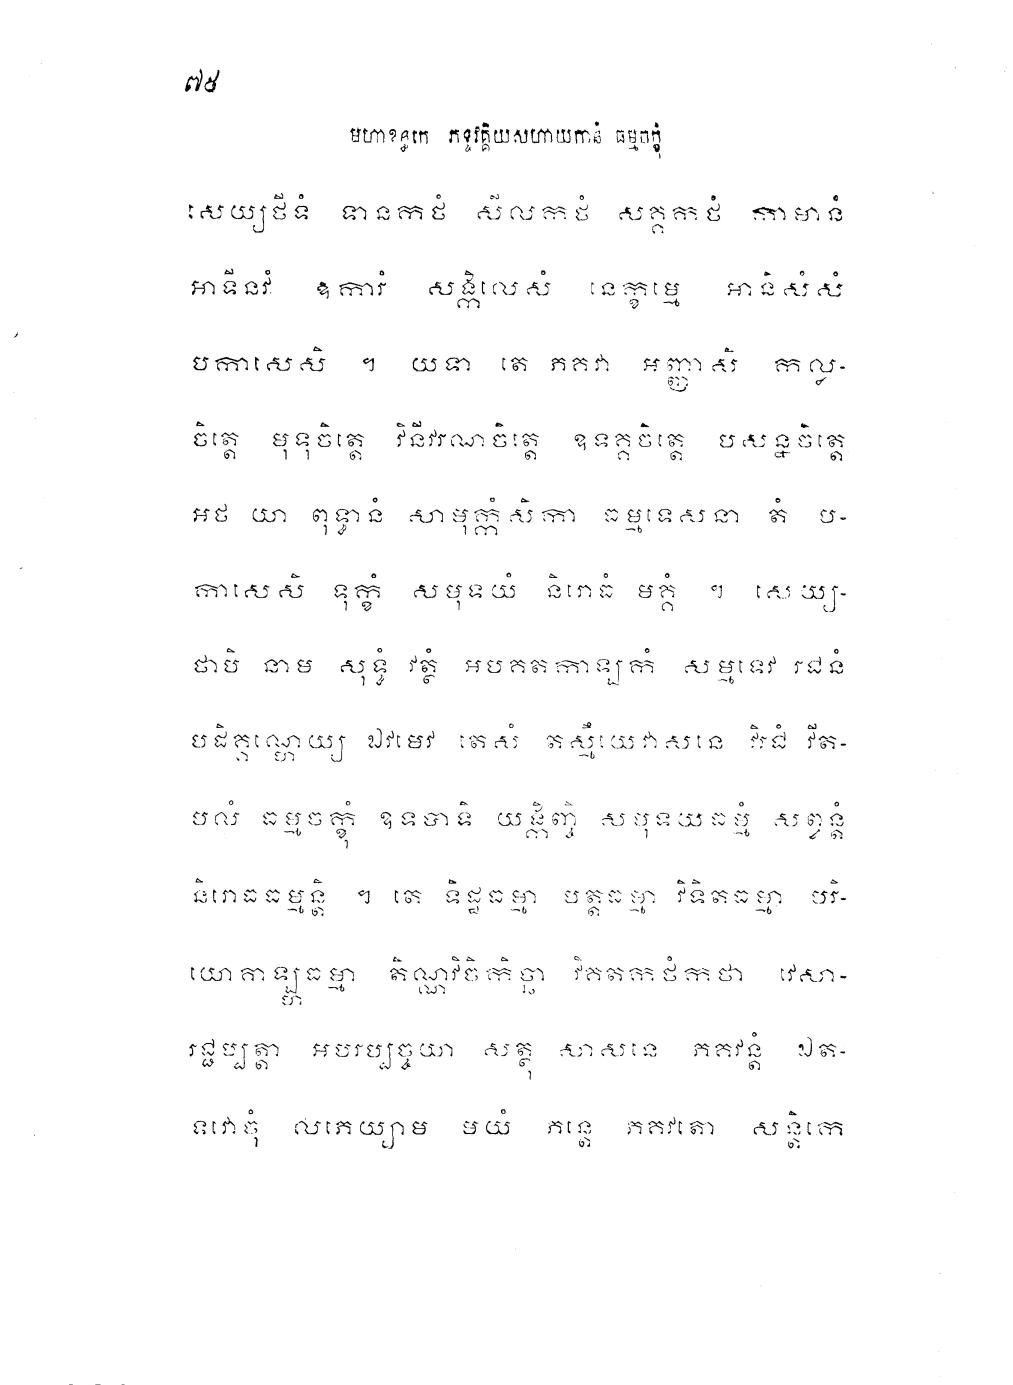 ៧៥
មហាខន្ធកេ ភទ្ទវគ្គិយសហាយកានំ ធម្មចក្ខុំ
សេយ្យថីទំ ទានកថំ សីលកថំ សគ្គកថំ កាមានំ
អាទីនវំ ឱការំ សង្កិលេសំ នេក្ខម្មេ អានិសំសំ
បកាសេសិ ។ យទា តេ ភគវា អញ្ញាសិ កល្ល-
ចិត្តេ មុទុចិត្តេ វិនីវរណចិត្តេ ឧទគ្គចិត្តេ បសន្នចិត្តេ
អថ យា ពុទ្ធានំ សាមុក្កំសិកា ធម្មទេសនា តំ ប-
កាសេសិ ទុក្ខំ សមុទយំ និរោធំ មគ្គំ ។ សេយ្យ-
ថាបិ នាម សុទ្ធំ វត្ថំ អបគតកាឡកំ សម្មទេវ រជនំ
បដិគ្គណ្ហេយ្យ ឯវមេវ តេសំ តស្មឹយេវាសនេ វិរជំ វីត-
មលំ ធម្មចក្ខុំ ឧទបាទិ យង្កិញ្ចិ សមុទយធម្មំ សព្វន្តំ
និរោធធម្មន្តិ ។ តេ ទិដ្ឋធម្មា បត្តធម្មា វិទិតធម្មា បរិ-
យោគាឡ្ហធម្មា តិណ្ណវិចិកិច្ឆា វិគតកថំកថា វេសា-
រជ្ជប្បត្តា អបរប្បច្ចយា សត្ថុ សាសនេ ភគវន្តំ ឯត-
ទវោចុំ លភេយ្យាម មយំ ភន្តេ ភគវតោ សន្តិកេ